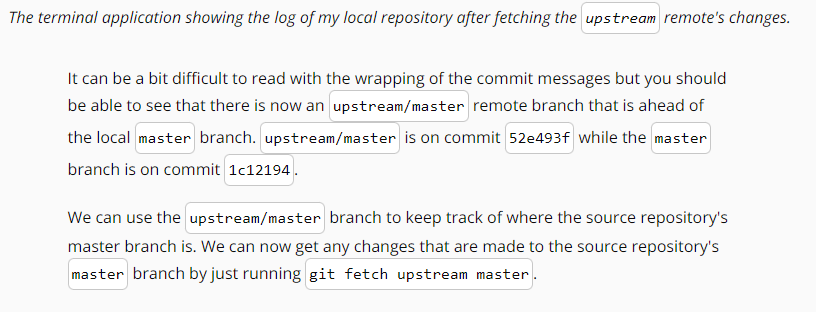 The terminal application showing the log of my local repository after fetching the upstream remote's changes.
It can be a bit difficult to read with the wrapping of the commit messages but you should
be able to see that there is now an upstream/master remote branch that is ahead of
the local master branch. upstream/master is on commit 52e493f while the master
branch is on commit 1c12194.
We can use the upstream/master branch to keep track of where the source repository's
master branch is. We can now get any changes that are made to the source repository's
master branch by just running git fetch upstream master.